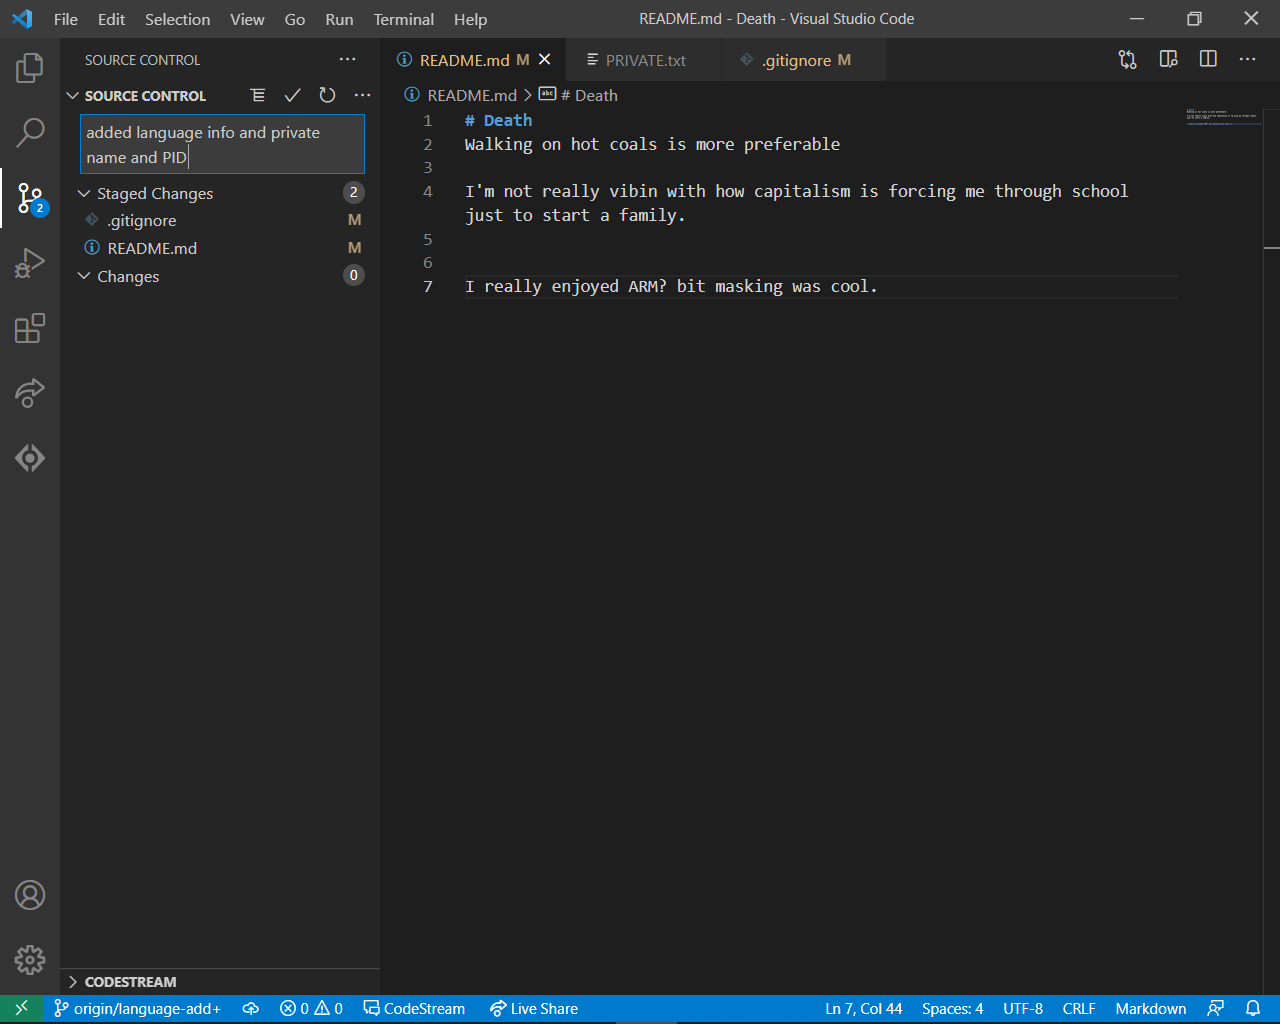 File Edit Selection View Go Run Terminal Help
README.md - Death - Visual Studio Code
SOURCE CONTROL
SOURCE CONTROL
added language info and private
name and PID
Staged Changes 2
.gitignore M
README.md M
Changes 0
CODESTREAM
2
README.md M
PRIVATE.txt
.gitignore M
README.md > abc # Death
1 # Death
2 Walking on hot coals is more preferable
3
4 I'm not really vibin with how capitalism is forcing me through school
just to start a family.
5
6
7 I really enjoyed ARM? bit masking was cool.
origin/language-add+ 0 0 CodeStream Live Share Ln 7, Col 44 Spaces: 4 UTF-8 CRLF Markdown